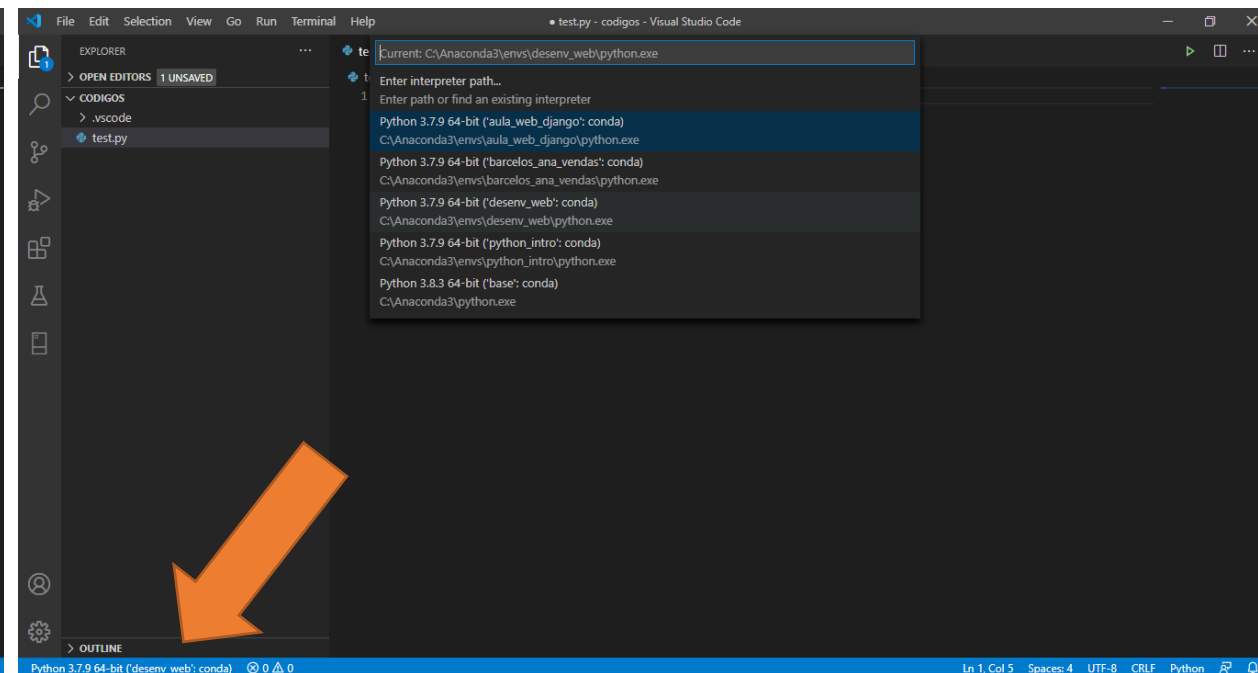 File Edit Selection View Go Run Terminal Help
● test.py - codigos - Visual Studio Code
EXPLORER
OPEN EDITORS 1 UNSAVED
CODIGOS
.vscode
test.py
OUTLINE
te
t
1
Current: C:\Anaconda3\envs\desenv_web\python.exe
Enter interpreter path...
Enter path or find an existing interpreter
Python 3.7.9 64-bit ('aula_web_django': conda)
C:\Anaconda3\envs\aula_web_django\python.exe
Python 3.7.9 64-bit ('barcelos_ana_vendas': conda)
C:\Anaconda3\envs\barcelos_ana_vendas\python.exe
Python 3.7.9 64-bit ('desenv_web': conda)
C:\Anaconda3\envs\desenv_web\python.exe
Python 3.7.9 64-bit ('python_intro': conda)
C:\Anaconda3\envs\python_intro\python.exe
Python 3.8.3 64-bit ('base': conda)
C:\Anaconda3\python.exe
1
Python 3.7.9 64-bit ('desenv_web': conda) 0 0
Ln 1, Col 5 Spaces: 4 UTF-8 CRLF Python